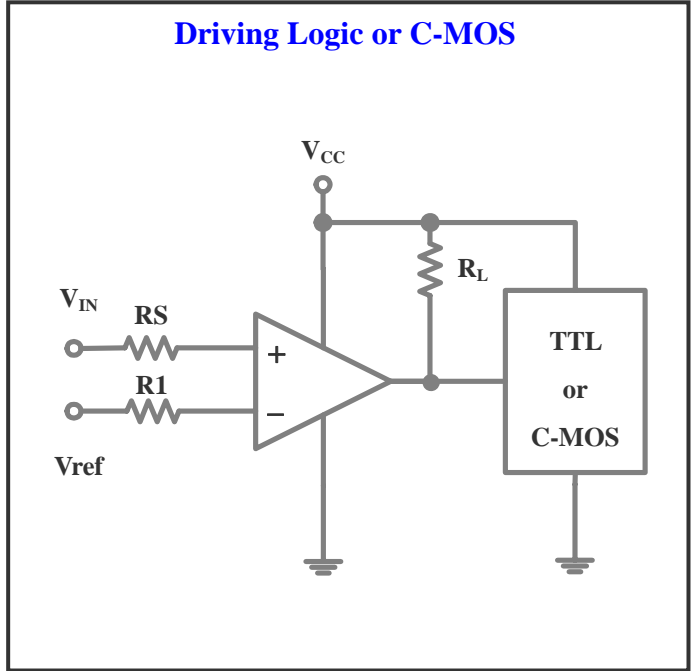 Driving Logic or C-MOS
VCC
RL
VIN
RS
+
TTL
R1
−
or
C-MOS
Vref